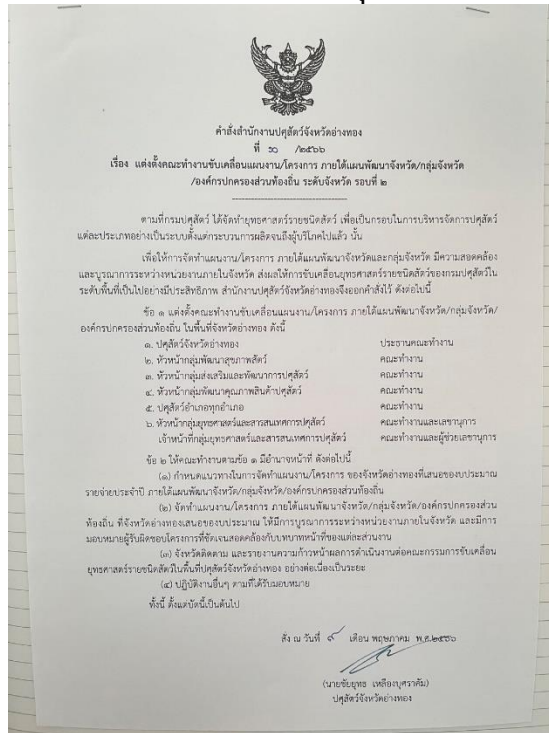 คำสั่งสำนักงานปศุสัตว์จังหวัดอ่างทอง
ที่ ๖๐ /๒๕๖๖
เรื่อง แต่งตั้งคณะทำงานขับเคลื่อนแผนงาน/โครงการ ภายใต้แผนพัฒนาจังหวัด/กลุ่มจังหวัด
/องค์กรปกครองส่วนท้องถิ่น ระดับจังหวัด รอบที่ ๒
ตามที่กรมปศุสัตว์ ได้จัดทำยุทธศาสตร์รายชนิดสัตว์ เพื่อเป็นกรอบในการบริหารจัดการปศุสัตว์
แต่ละประเภทอย่างเป็นระบบตั้งแต่กระบวนการผลิตจนถึงผู้บริโภคไปแล้ว นั้น
เพื่อให้การจัดทำแผนงาน/โครงการ ภายใต้แผนพัฒนาจังหวัดและกลุ่มจังหวัด มีความสอดคล้อง
และบูรณาการระหว่างหน่วยงานภายในจังหวัด ส่งผลให้การขับเคลื่อนยุทธศาสตร์รายชนิดสัตว์ของกรมปศุสัตว์ใน
ระดับพื้นที่เป็นไปอย่างมีประสิทธิภาพ สำนักงานปศุสัตว์จังหวัดอ่างทองจึงออกคำสั่งไว้ ดังต่อไปนี้
ข้อ ๑ แต่งตั้งคณะทำงานขับเคลื่อนแผนงาน/โครงการ ภายใต้แผนพัฒนาจังหวัด/กลุ่มจังหวัด/
องค์กรปกครองส่วนท้องถิ่น ในพื้นที่จังหวัดอ่างทอง ดังนี้
๑. ปศุสัตว์จังหวัดอ่างทอง ประธานคณะทำงาน
๒. หัวหน้ากลุ่มพัฒนาสุขภาพสัตว์ คณะทำงาน
๓. หัวหน้ากลุ่มส่งเสริมและพัฒนาการปศุสัตว์ คณะทำงาน
๔. หัวหน้ากลุ่มพัฒนาคุณภาพสินค้าปศุสัตว์ คณะทำงาน
๕. ปศุสัตว์อำเภอทุกอำเภอ คณะทำงาน
๖. หัวหน้ากลุ่มยุทธศาสตร์และสารสนเทศการปศุสัตว์ คณะทำงานและเลขานุการ
เจ้าหน้าที่กลุ่มยุทธศาสตร์และสารสนเทศการปศุสัตว์ คณะทำงานและผู้ช่วยเลขานุการ
ข้อ ๒ ให้คณะทำงานตามข้อ ๑ มีอำนาจหน้าที่ ดังต่อไปนี้
(๑) กำหนดแนวทางในการจัดทำแผนงาน/โครงการ ของจังหวัดอ่างทองที่เสนอของบประมาณ
รายจ่ายประจำปี ภายใต้แผนพัฒนาจังหวัด/กลุ่มจังหวัด/องค์กรปกครองส่วนท้องถิ่น
(๒) จัดทำแผนงาน/โครงการ ภายใต้แผนพัฒนาจังหวัด/กลุ่มจังหวัด/องค์กรปกครองส่วน
ท้องถิ่น ที่จังหวัดอ่างทองเสนอของบประมาณ ให้มีการบูรณาการระหว่างหน่วยงานภายในจังหวัด และมีการ
มอบหมายผู้รับผิดชอบโครงการที่ชัดเจนสอดคล้องกับบทบาทหน้าที่ของแต่ละส่วนงาน
(๓) จังหวัดติดตาม และรายงานความก้าวหน้าผลการดำเนินงานต่อคณะกรรมการขับเคลื่อน
ยุทธศาสตร์รายชนิดสัตว์ในพื้นที่ปศุสัตว์จังหวัดอ่างทอง อย่างต่อเนื่องเป็นระยะ
(๔) ปฏิบัติงานอื่นๆ ตามที่ได้รับมอบหมาย
ทั้งนี้ ตั้งแต่บัดนี้เป็นต้นไป
สั่ง ณ วันที่ ๙ เดือน พฤษภาคม พ.ศ.๒๕๖๖
(นายชัยยุทธ เหลืองบุศราคัม)
ปศุสัตว์จังหวัดอ่างทอง